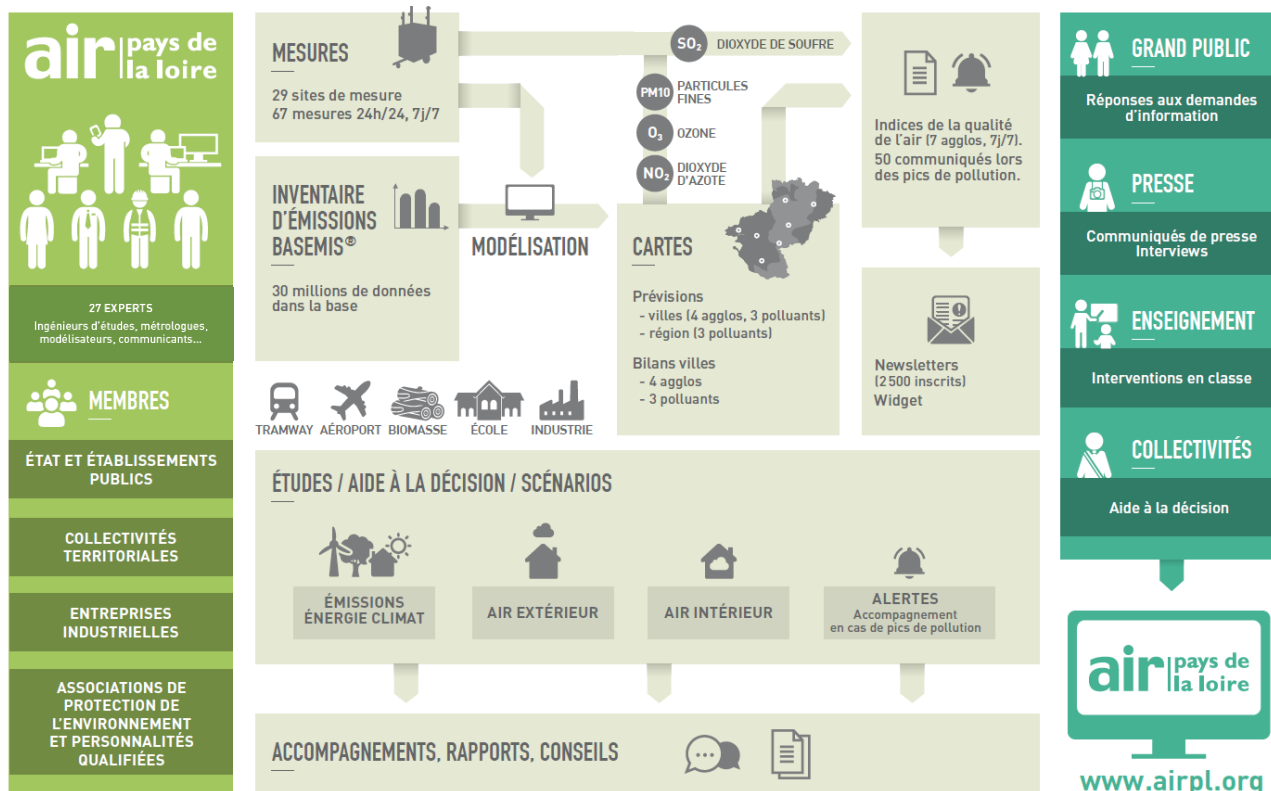 air pays de
la loire
27 EXPERTS
Ingénieurs d'études, métrologues,
modélisateurs, communicants...
MEMBRES
ÉTAT ET ÉTABLISSEMENTS
PUBLICS
COLLECTIVITÉS
TERRITORIALES
ENTREPRISES
INDUSTRIELLES
ASSOCIATIONS DE
PROTECTION DE
L'ENVIRONNEMENT
ET PERSONNALITÉS
QUALIFIÉES
MESURES
29 sites de mesure
67 mesures 24h/24, 7j/7
INVENTAIRE
D'ÉMISSIONS
BASEMIS®
30 millions de données
dans la base
MODÉLISATION
SO₂ DIOXYDE DE SOUFRE
PM10 PARTICULES
FINES
O₃ OZONE
NO₂ DIOXYDE
D'AZOTE
CARTES
Prévisions
- villes (4 agglos, 3 polluants)
- région (3 polluants)
Bilans villes
- 4 agglos
- 3 polluants
Indices de la qualité
de l'air (7 agglos, 7j/7).
50 communiqués lors
des pics de pollution.
Newsletters
(2500 inscrits)
Widget
TRAMWAY AÉROPORT BIOMASSE ÉCOLE INDUSTRIE
ÉTUDES / AIDE À LA DÉCISION / SCÉNARIOS
ÉMISSIONS
ÉNERGIE CLIMAT
AIR EXTÉRIEUR
AIR INTÉRIEUR
ALERTES
Accompagnement
en cas de pics de pollution
ACCOMPAGNEMENTS, RAPPORTS, CONSEILS
GRAND PUBLIC
Réponses aux demandes
d'information
PRESSE
Communiqués de presse
Interviews
ENSEIGNEMENT
Interventions en classe
COLLECTIVITÉS
Aide à la décision
air pays de
la loire
www.airpl.org